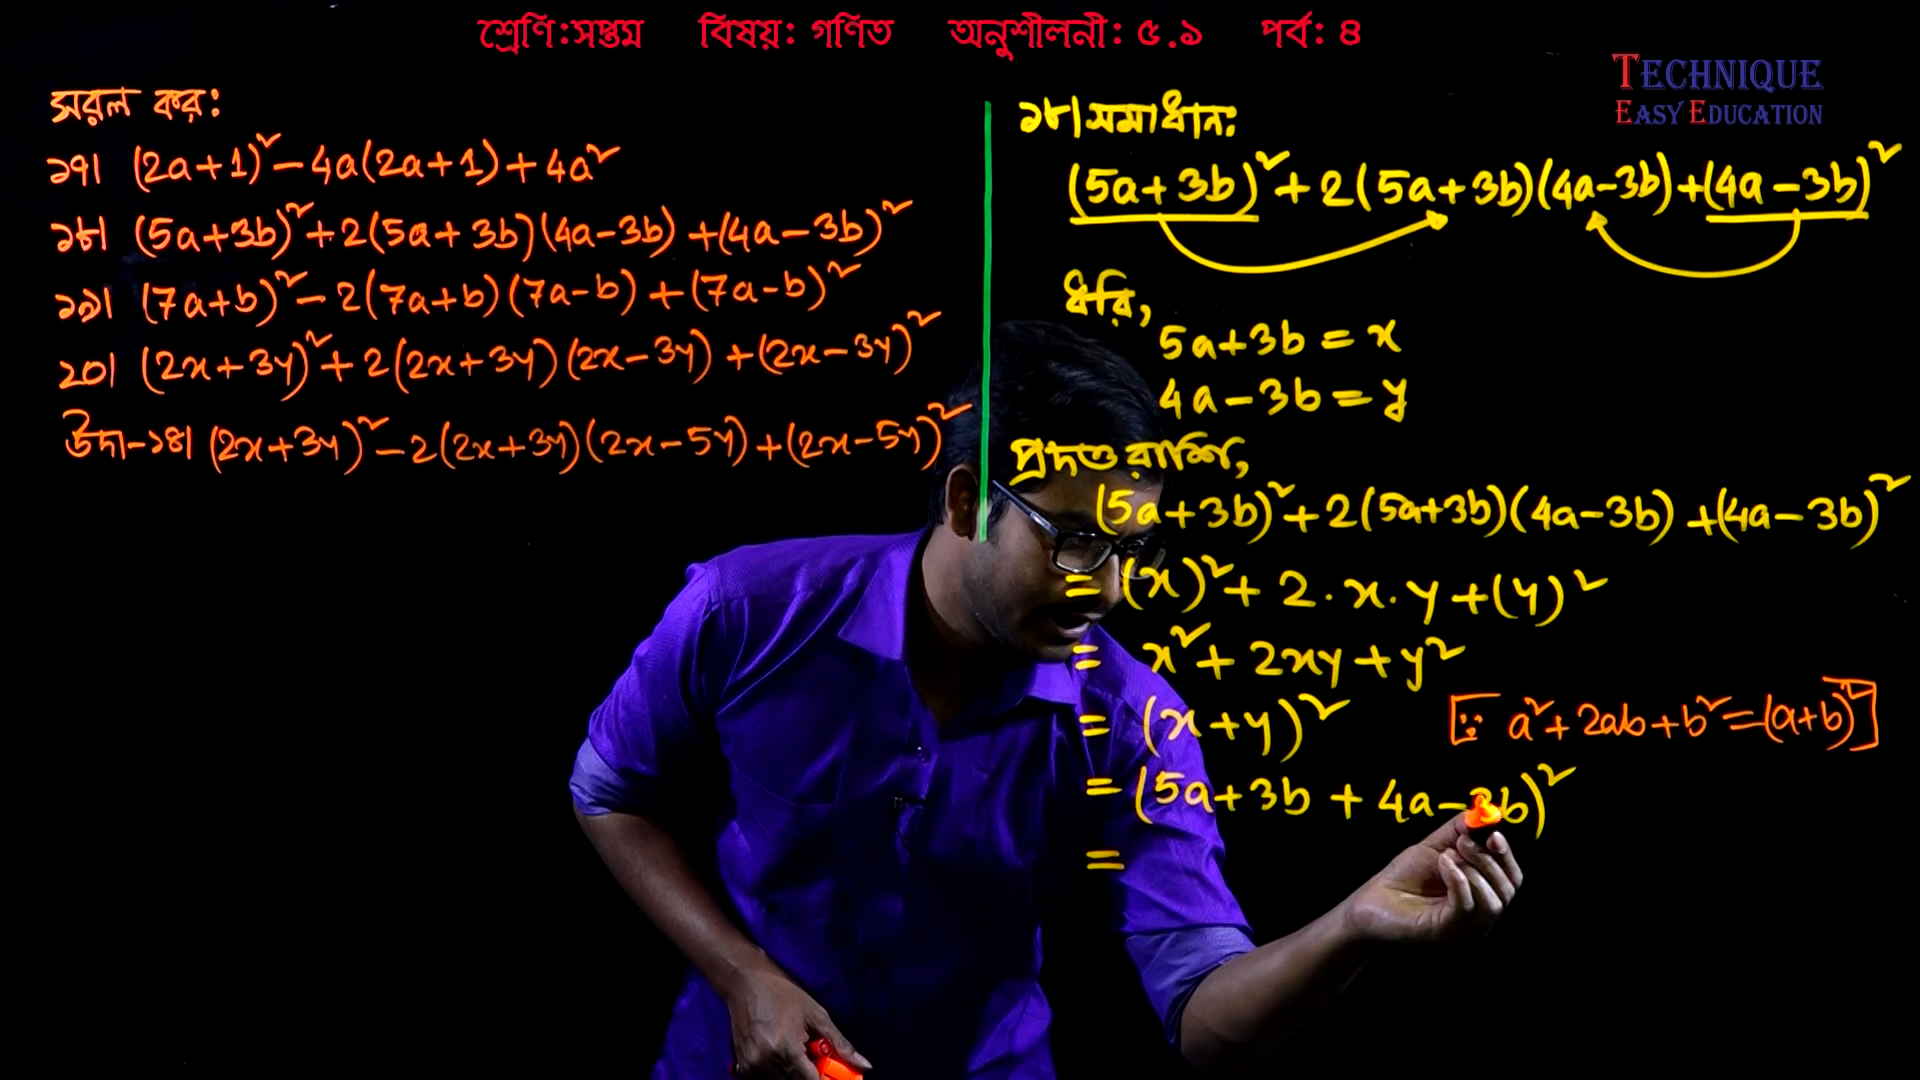 শ্রেণি:সপ্তম বিষয়: গণিত অনুশীলনী: ৫.১ পর্ব: ৪
TECHNIQUE
EASY EDUCATION
সরল কর:
১৭। (2a+1)² - 4a(2a+1) + 4a²
১৮। (5a+3b)² + 2(5a+3b)(4a-3b) + (4a-3b)²
১৯। (7a+b)² - 2(7a+b)(7a-b) + (7a-b)²
২০। (2x+3y)² + 2(2x+3y)(2x-3y) + (2x-3y)²
উদা-১৪। (2x+3y)² - 2(2x+3y)(2x-5y) + (2x-5y)²
১৮। সমাধান:
(5a+3b)² + 2(5a+3b)(4a-3b) + (4a-3b)²
ধরি,
5a+3b = x
4a-3b = y
প্রদত্ত রাশি,
(5a+3b)² + 2(5a+3b)(4a-3b) + (4a-3b)²
= (x)² + 2.x.y + (y)²
= x² + 2xy + y²
= (x+y)² [∵ a²+2ab+b² = (a+b)²]
= (5a+3b + 4a-3b)²
=